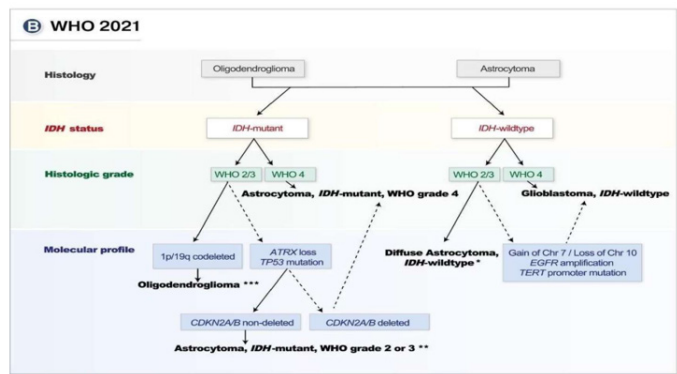 B WHO 2021
Histology
Oligodendroglioma
Astrocytoma
IDH status
IDH-mutant
IDH-wildtype
Histologic grade
WHO 2/3
WHO 4
WHO 2/3
WHO 4
Astrocytoma, IDH-mutant, WHO grade 4
Glioblastoma, IDH-wildtype
Molecular profile
1p/19q codeleted
ATRX loss
TP53 mutation
Diffuse Astrocytoma,
IDH-wildtype *
Gain of Chr 7 / Loss of Chr 10
EGFR amplification
TERT promoter mutation
Oligodendroglioma ***
CDKN2A/B non-deleted
CDKN2A/B deleted
Astrocytoma, IDH-mutant, WHO grade 2 or 3 **